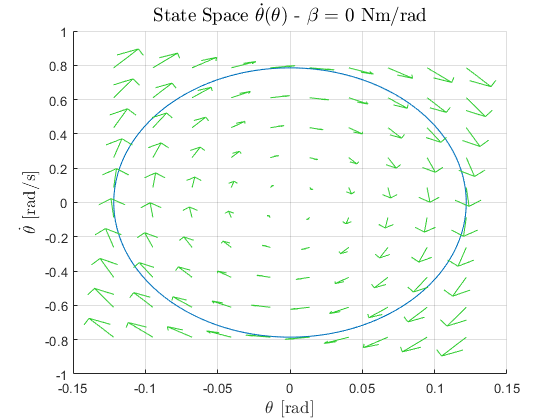 State Space θ̇(θ) - β = 0 Nm/rad
1
0.8
0.6
0.4
0.2
0
-0.2
-0.4
-0.6
-0.8
-1
θ̇ [rad/s]
-0.15 -0.1 -0.05 0 0.05 0.1 0.15
θ [rad]